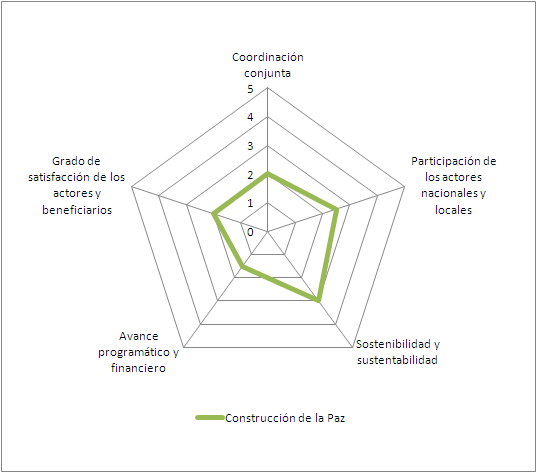 Coordinación
conjunta
5
4
3
2
1
0
Participación de
los actores
nacionales y
locales
Sostenibilidad y
sustentabilidad
Avance
programático y
financiero
Grado de
satisfacción de los
actores y
beneficiarios
Construcción de la Paz